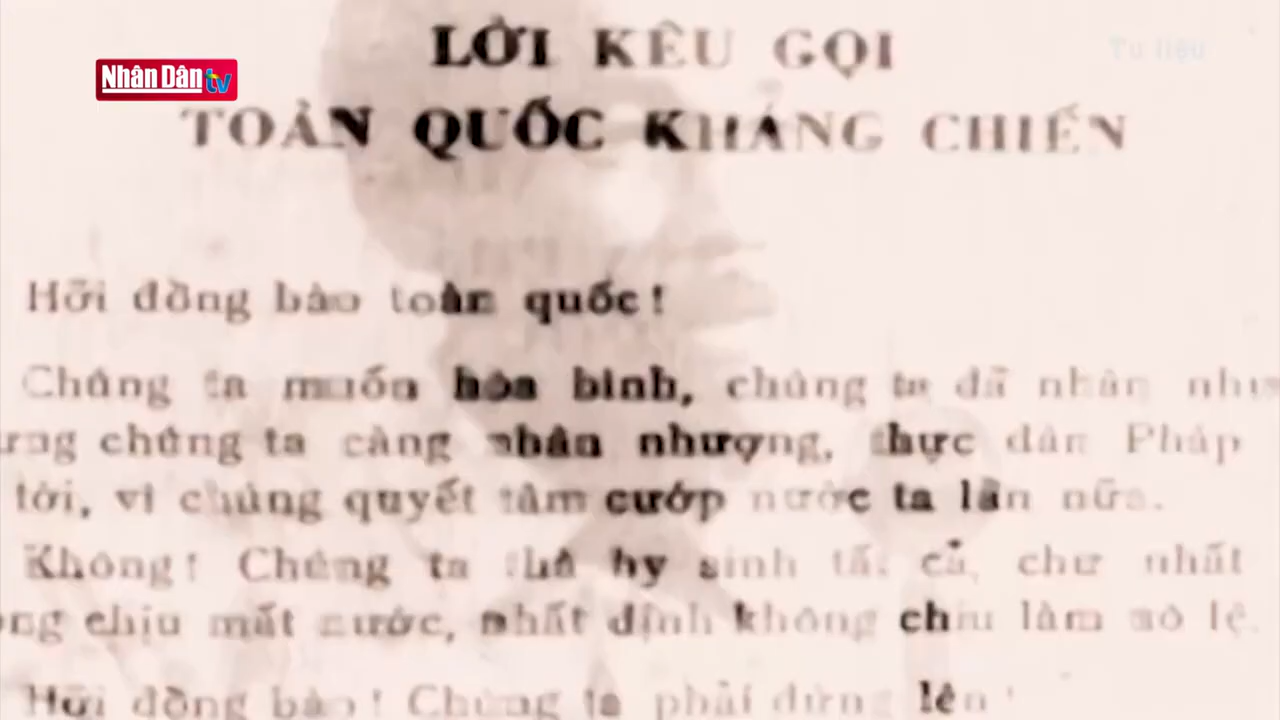 LỜI KÊU GỌI
Nhân Dân tv
Tư liệu
TOÀN QUỐC KHÁNG CHIẾN
Hỡi đồng bào toàn quốc!
Chúng ta muốn hòa bình, chúng ta đã nhân
chúng ta càng nhân nhượng, thực dân Pháp
tới, vì chúng quyết tâm cướp nước ta lần nữa.
Không! Chúng ta thà hy sinh tất cả, chứ nhất
chịu mất nước, nhất định không chịu làm nô lệ.
Hỡi đồng bào! Chúng ta phải đứng lên!